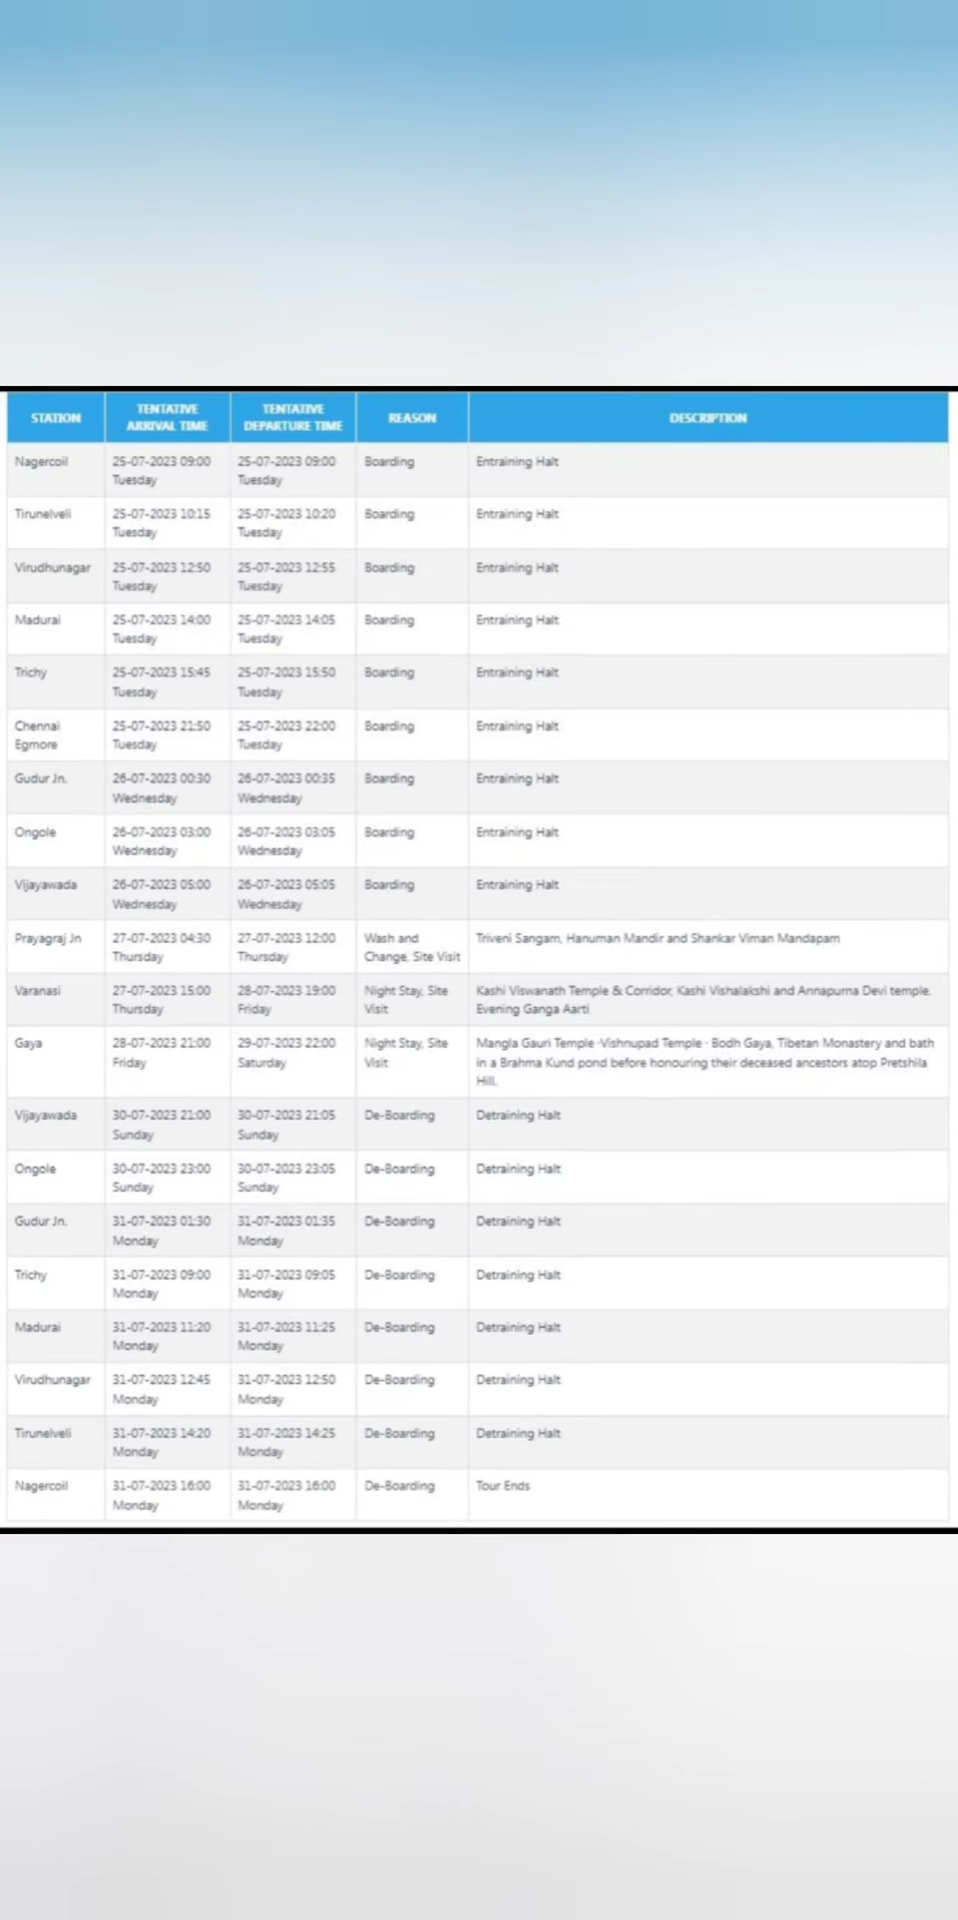 STATION
TENTATIVE
ARRIVAL TIME
TENTATIVE
DEPARTURE TIME
REASON
DESCRIPTION
Nagercoil 25-07-2023 09:00 25-07-2023 09:00 Boarding Entraining Halt
Tuesday Tuesday
Tirunelveli 25-07-2023 10:15 25-07-2023 10:20 Boarding Entraining Halt
Tuesday Tuesday
Virudhunagar 25-07-2023 12:50 25-07-2023 12:55 Boarding Entraining Halt
Tuesday Tuesday
Madurai 25-07-2023 14:00 25-07-2023 14:05 Boarding Entraining Halt
Tuesday Tuesday
Trichy 25-07-2023 15:45 25-07-2023 15:50 Boarding Entraining Halt
Tuesday Tuesday
Chennai 25-07-2023 21:50 25-07-2023 22:00 Boarding Entraining Halt
Egmore Tuesday Tuesday
Gudur Jn. 26-07-2023 00:30 26-07-2023 00:35 Boarding Entraining Halt
Wednesday Wednesday
Ongole 26-07-2023 03:00 26-07-2023 03:05 Boarding Entraining Halt
Wednesday Wednesday
Vijayawada 26-07-2023 05:00 26-07-2023 05:05 Boarding Entraining Halt
Wednesday Wednesday
Prayagraj Jn 27-07-2023 04:30 27-07-2023 12:00 Wash and Triveni Sangam, Hanuman Mandir and Shankar Viman Mandapam
Thursday Thursday Change, Site Visit
Varanasi 27-07-2023 15:00 28-07-2023 19:00 Night Stay, Site Kashi Viswanath Temple & Corridor, Kashi Vishalakshi and Annapurna Devi temple.
Thursday Friday Visit Evening Ganga Aarti
Gaya 28-07-2023 21:00 29-07-2023 22:00 Night Stay, Site Mangla Gauri Temple ·Vishnupad Temple · Bodh Gaya, Tibetan Monastery and bath
Friday Saturday Visit in a Brahma Kund pond before honouring their deceased ancestors atop Pretshila
Hill.
Vijayawada 30-07-2023 21:00 30-07-2023 21:05 De-Boarding Detraining Halt
Sunday Sunday
Ongole 30-07-2023 23:00 30-07-2023 23:05 De-Boarding Detraining Halt
Sunday Sunday
Gudur Jn. 31-07-2023 01:30 31-07-2023 01:35 De-Boarding Detraining Halt
Monday Monday
Trichy 31-07-2023 09:00 31-07-2023 09:05 De-Boarding Detraining Halt
Monday Monday
Madurai 31-07-2023 11:20 31-07-2023 11:25 De-Boarding Detraining Halt
Monday Monday
Virudhunagar 31-07-2023 12:45 31-07-2023 12:50 De-Boarding Detraining Halt
Monday Monday
Tirunelveli 31-07-2023 14:20 31-07-2023 14:25 De-Boarding Detraining Halt
Monday Monday
Nagercoil 31-07-2023 16:00 31-07-2023 16:00 De-Boarding Tour Ends
Monday Monday